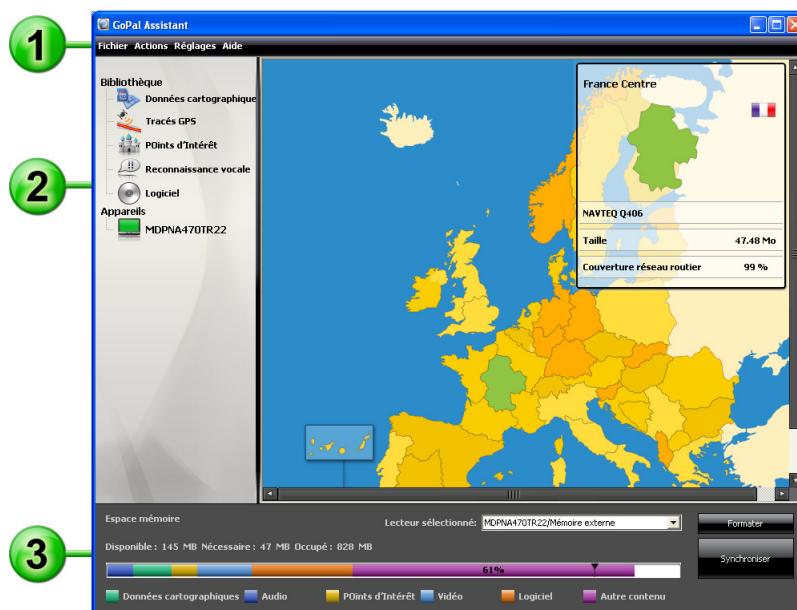 GoPal Assistant
1
Fichier Actions Réglages Aide
Bibliothèque
Données cartographique
Tracés GPS
POints d'Intérêt
Reconnaissance vocale
Logiciel
Appareils
MDPNA470TR22
2
France Centre
NAVTEQ Q406
Taille 47.48 Mo
Couverture réseau routier 99 %
Espace mémoire
Lecteur sélectionné: MDPNA470TR22/Mémoire externe
Formater
Disponible : 145 MB Nécessaire : 47 MB Occupé : 828 MB
Synchroniser
3
61%
Données cartographiques Audio POints d'Intérêt Vidéo Logiciel Autre contenu